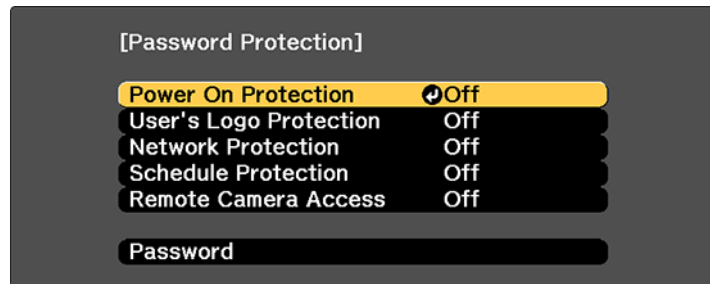 [Password Protection]
Power On Protection Off
User's Logo Protection Off
Network Protection Off
Schedule Protection Off
Remote Camera Access Off
Password